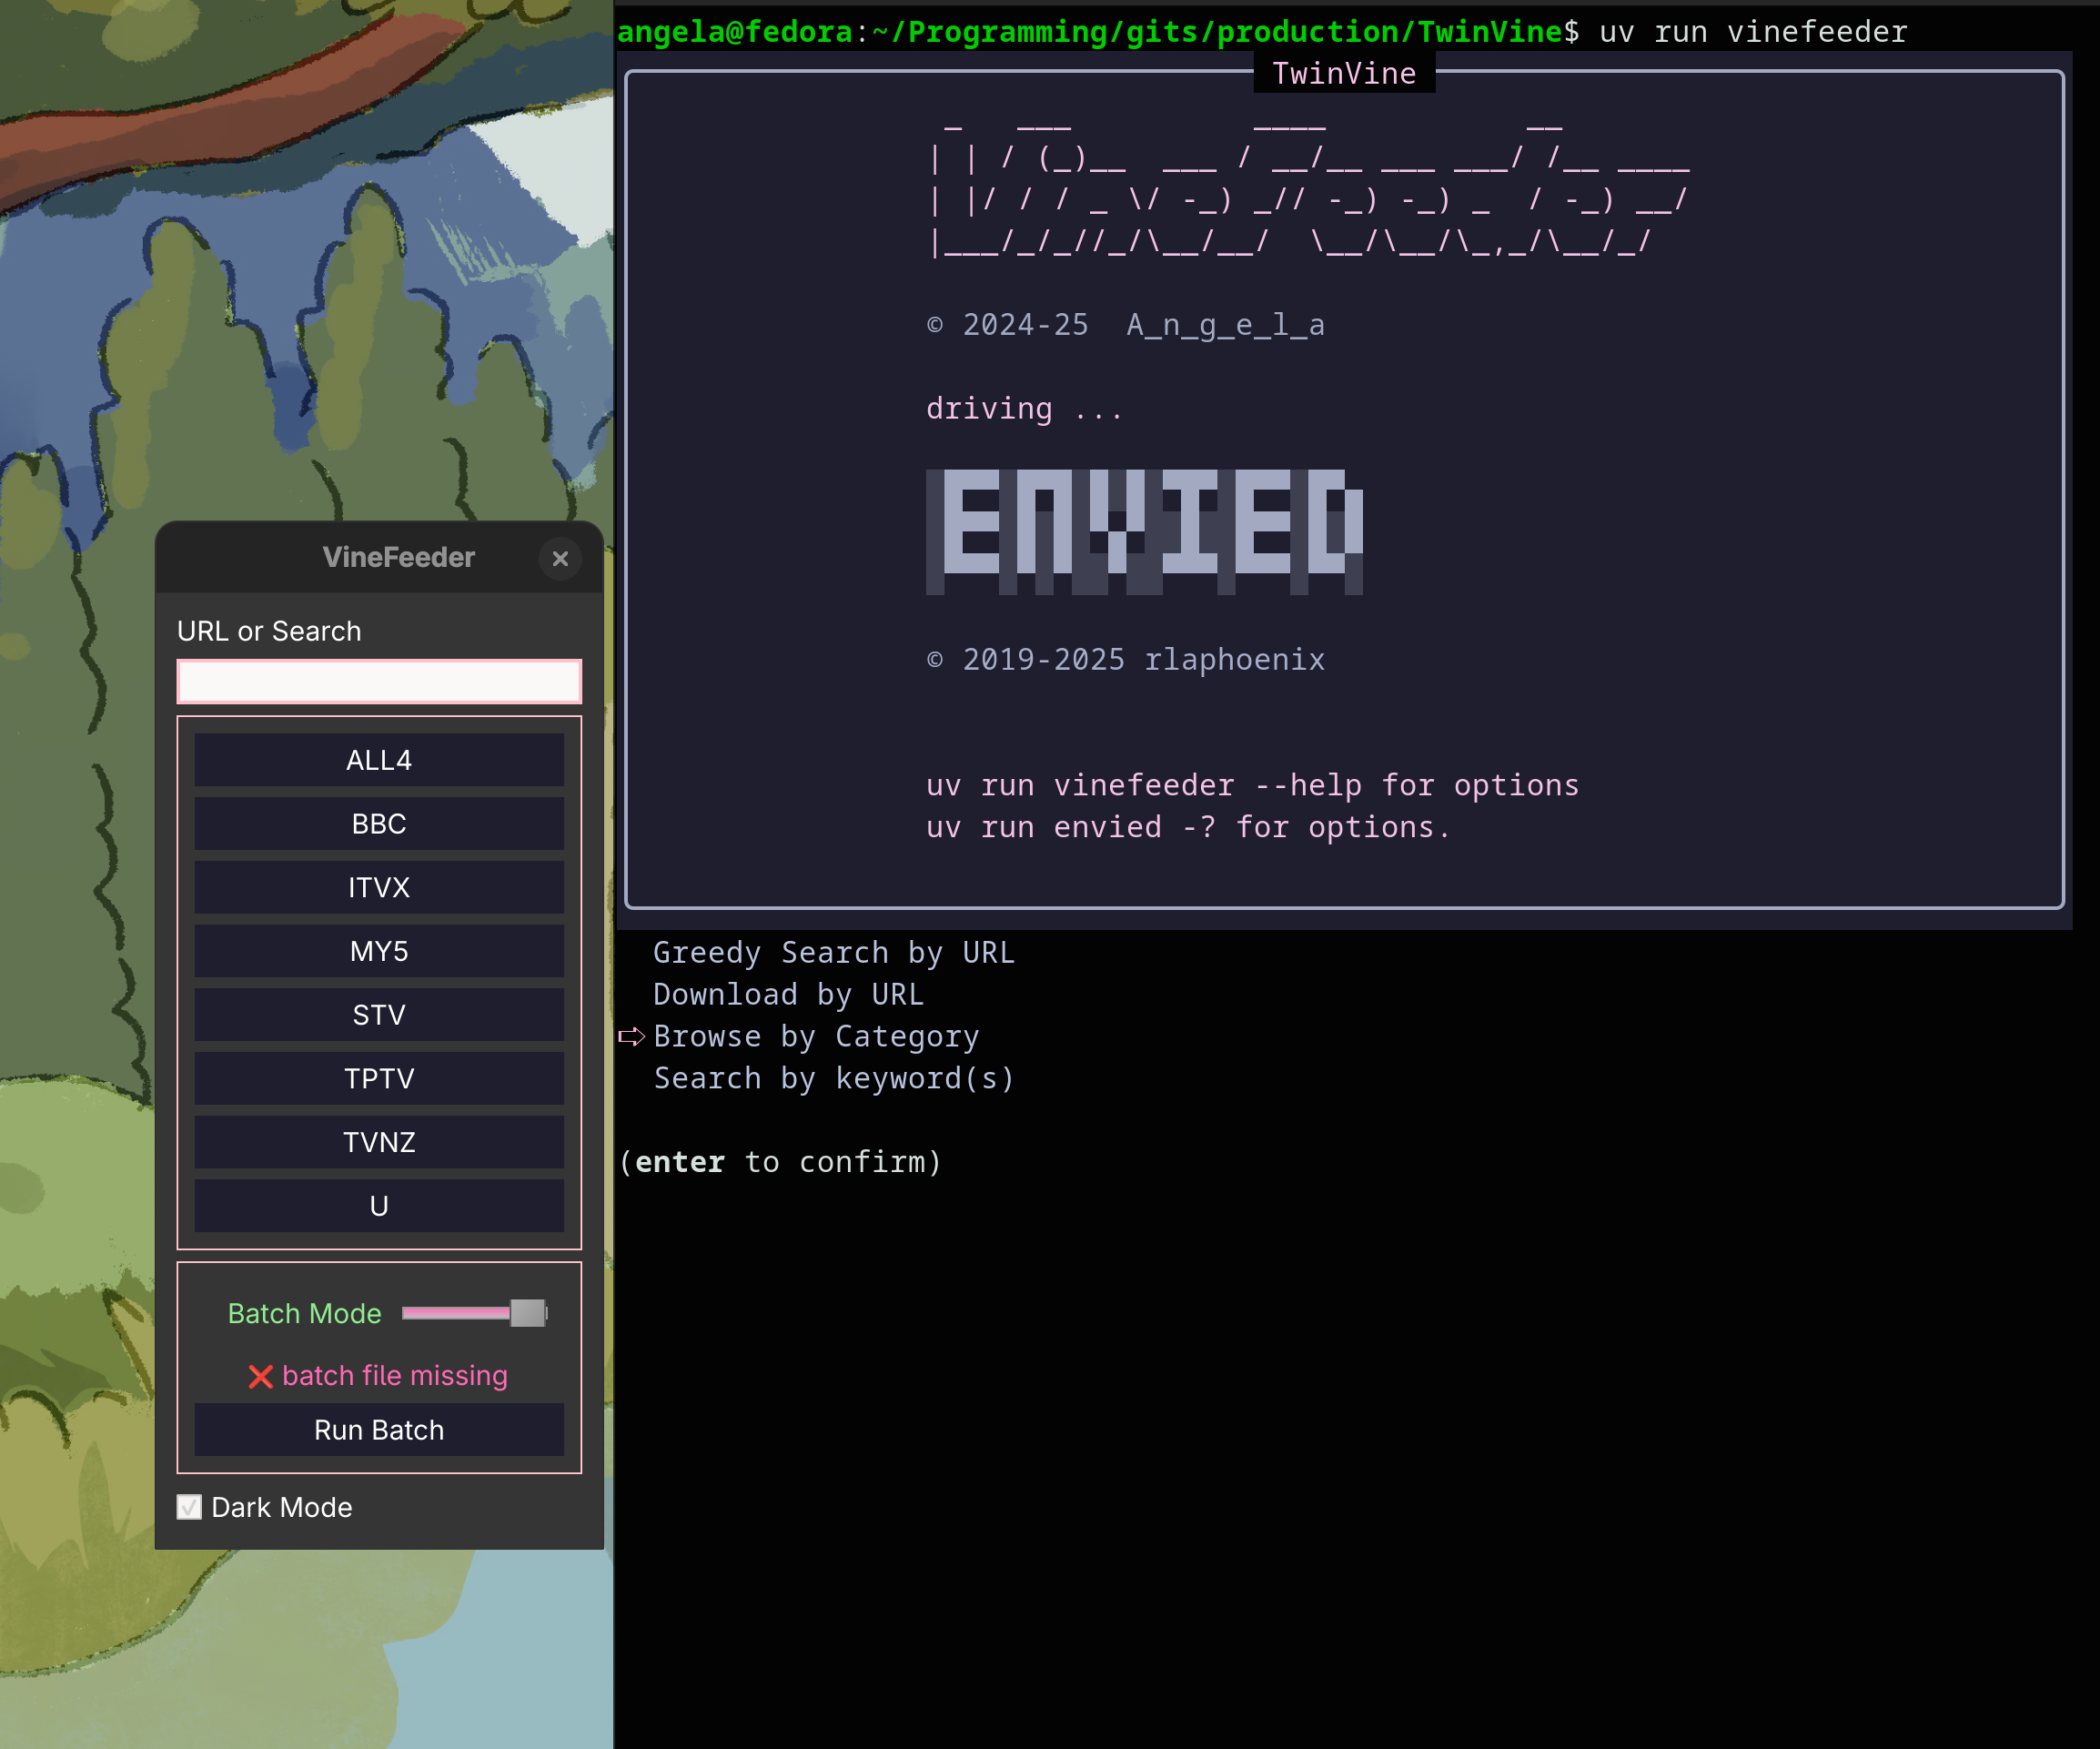 angela@fedora:~/Programming/gits/production/TwinVine$ uv run vinefeeder
TwinVine
VineFeeder
© 2024-25  A_n_g_e_l_a
driving ...
ENVIED
© 2019-2025 rlaphoenix
uv run vinefeeder --help for options
uv run envied -? for options.
Greedy Search by URL
Download by URL
➩ Browse by Category
Search by keyword(s)
(enter to confirm)
VineFeeder
URL or Search
ALL4
BBC
ITVX
MY5
STV
TPTV
TVNZ
U
Batch Mode
❌ batch file missing
Run Batch
Dark Mode